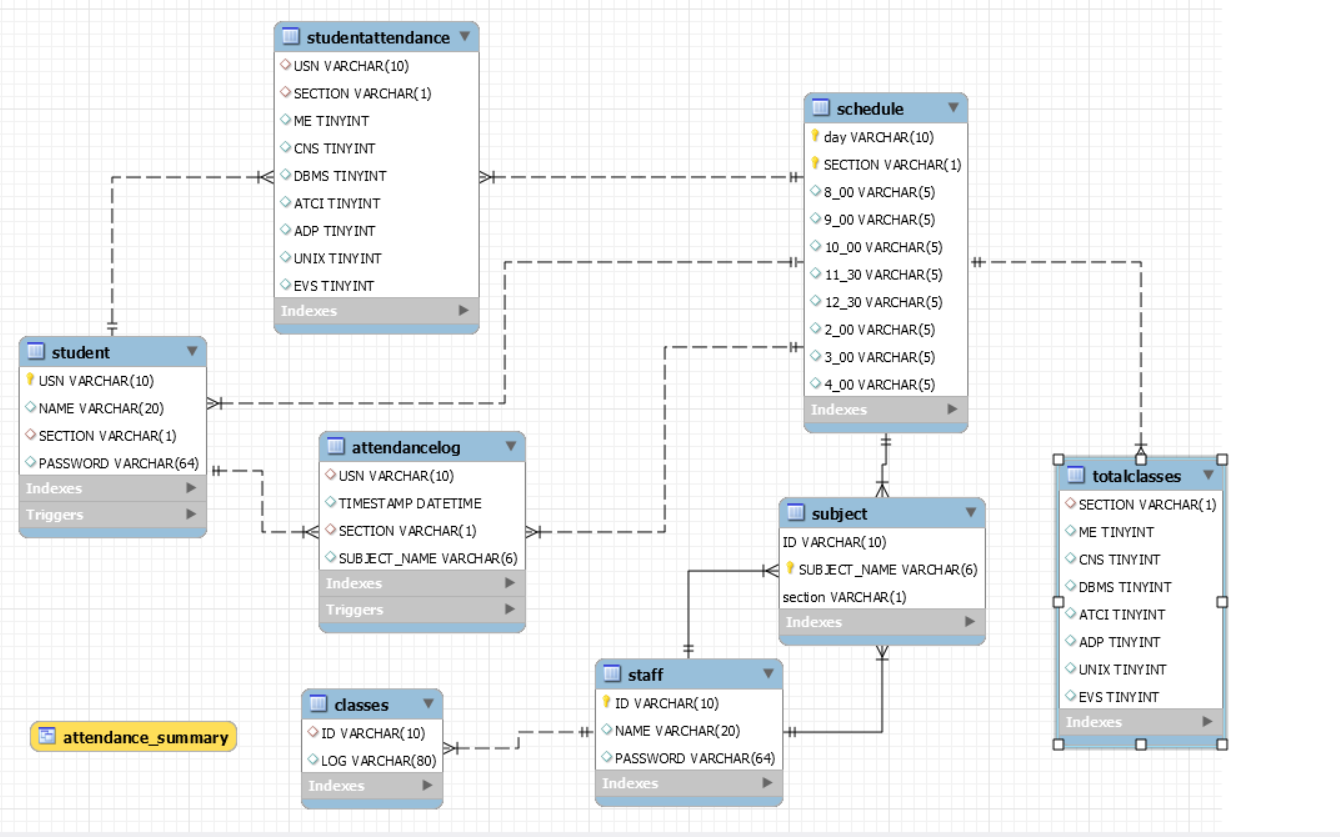 studentattendance
USN VARCHAR(10)
SECTION VARCHAR(1)
ME TINYINT
CNS TINYINT
DBMS TINYINT
ATCI TINYINT
ADP TINYINT
UNIX TINYINT
EVS TINYINT
Indexes
schedule
day VARCHAR(10)
SECTION VARCHAR(1)
8_00 VARCHAR(5)
9_00 VARCHAR(5)
10_00 VARCHAR(5)
11_30 VARCHAR(5)
12_30 VARCHAR(5)
2_00 VARCHAR(5)
3_00 VARCHAR(5)
4_00 VARCHAR(5)
Indexes
student
USN VARCHAR(10)
NAME VARCHAR(20)
SECTION VARCHAR(1)
PASSWORD VARCHAR(64)
Indexes
Triggers
attendancelog
USN VARCHAR(10)
TIMESTAMP DATETIME
SECTION VARCHAR(1)
SUBJECT_NAME VARCHAR(6)
Indexes
Triggers
totalclasses
SECTION VARCHAR(1)
ME TINYINT
CNS TINYINT
DBMS TINYINT
ATCI TINYINT
ADP TINYINT
UNIX TINYINT
EVS TINYINT
Indexes
subject
ID VARCHAR(10)
SUBJECT_NAME VARCHAR(6)
section VARCHAR(1)
Indexes
staff
ID VARCHAR(10)
NAME VARCHAR(20)
PASSWORD VARCHAR(64)
Indexes
classes
ID VARCHAR(10)
LOG VARCHAR(80)
Indexes
attendance_summary